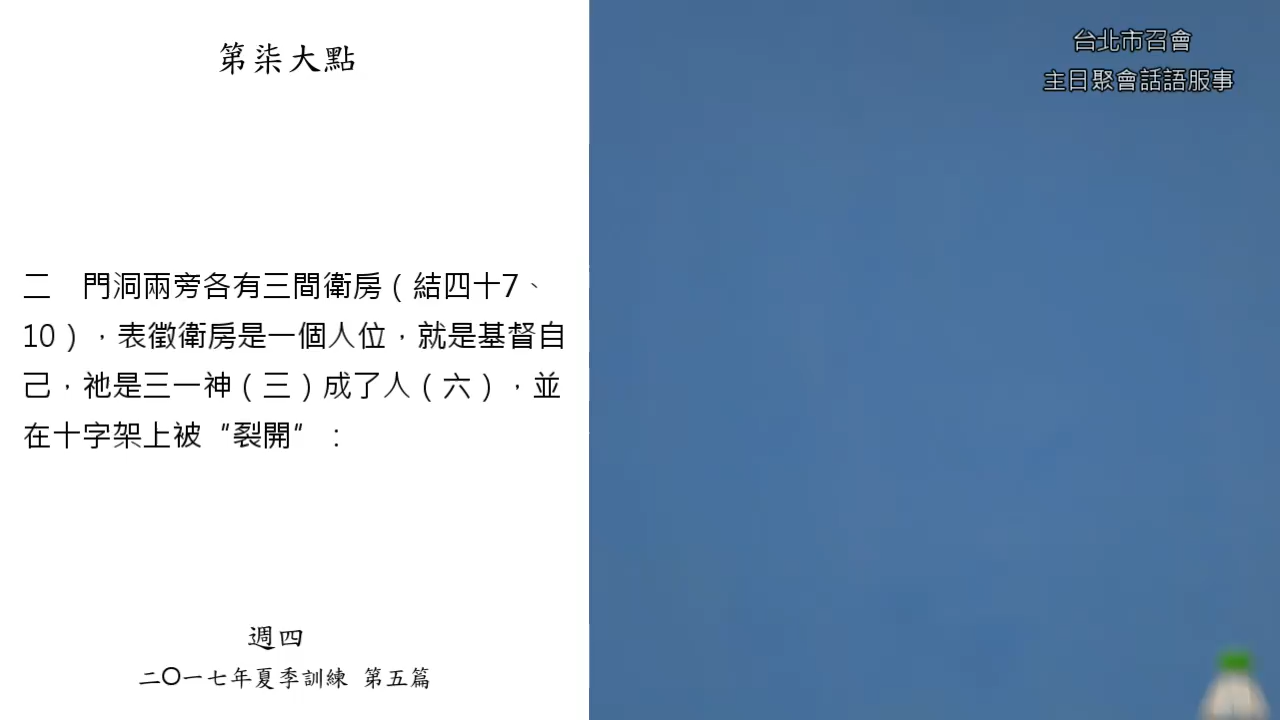 第柒大點
台北市召會
主日聚會話語服事
二　門洞兩旁各有三間衛房（結四十7、
10），表徵衛房是一個人位，就是基督自
己，祂是三一神（三）成了人（六），並
在十字架上被“裂開”：
週四
二〇一七年夏季訓練 第五篇